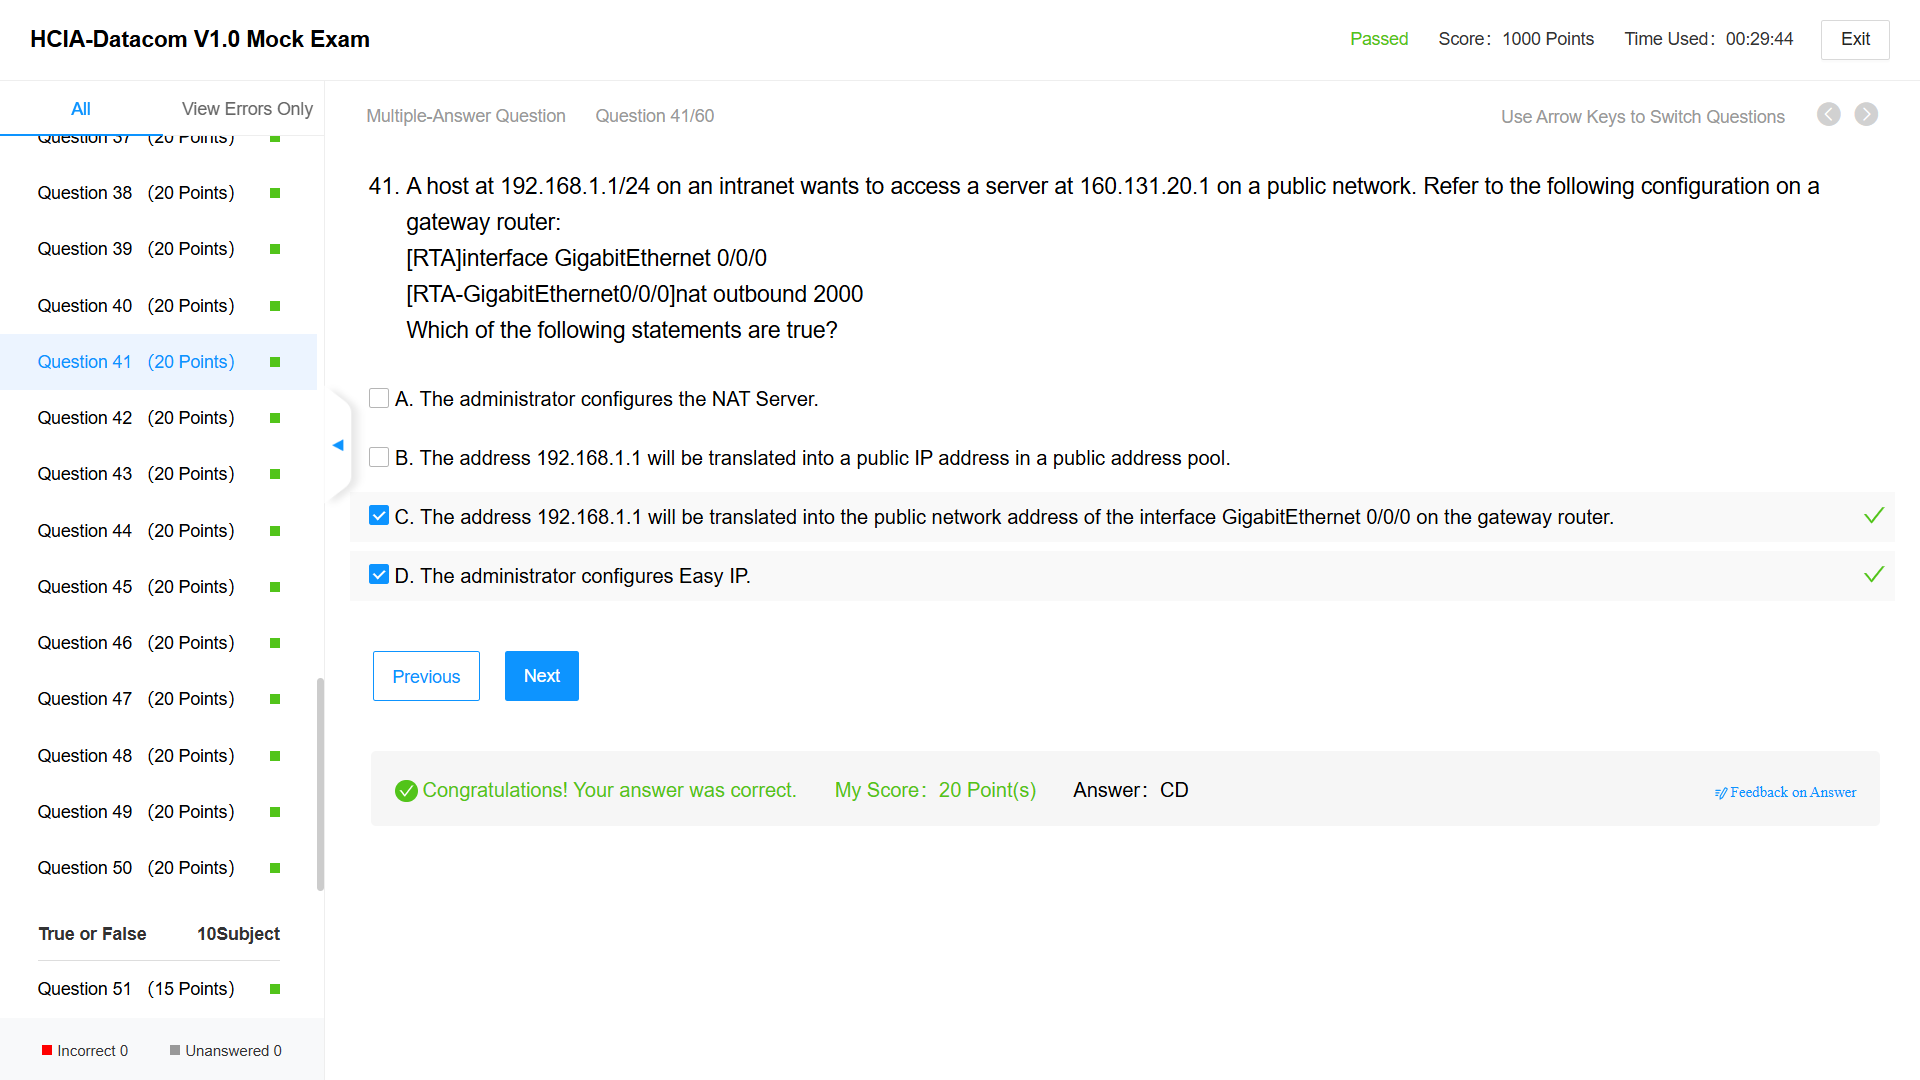 HCIA-Datacom V1.0 Mock Exam
Passed
Score: 1000 Points
Time Used: 00:29:44
Exit
All
View Errors Only
Multiple-Answer Question
Question 41/60
Use Arrow Keys to Switch Questions
Question 37 (20 Points)
Question 38 (20 Points)
Question 39 (20 Points)
Question 40 (20 Points)
Question 41 (20 Points)
Question 42 (20 Points)
Question 43 (20 Points)
Question 44 (20 Points)
Question 45 (20 Points)
Question 46 (20 Points)
Question 47 (20 Points)
Question 48 (20 Points)
Question 49 (20 Points)
Question 50 (20 Points)
True or False 10Subject
Question 51 (15 Points)
Incorrect 0
Unanswered 0
41. A host at 192.168.1.1/24 on an intranet wants to access a server at 160.131.20.1 on a public network. Refer to the following configuration on a
gateway router:
[RTA]interface GigabitEthernet 0/0/0
[RTA-GigabitEthernet0/0/0]nat outbound 2000
Which of the following statements are true?
A. The administrator configures the NAT Server.
B. The address 192.168.1.1 will be translated into a public IP address in a public address pool.
C. The address 192.168.1.1 will be translated into the public network address of the interface GigabitEthernet 0/0/0 on the gateway router.
D. The administrator configures Easy IP.
Previous
Next
Congratulations! Your answer was correct.
My Score: 20 Point(s)
Answer: CD
Feedback on Answer